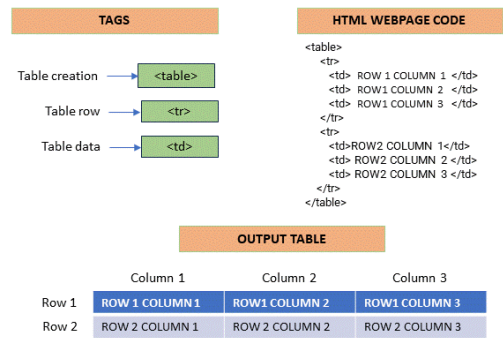 TAGS
Table creation <table>
Table row <tr>
Table data <td>
HTML WEBPAGE CODE
<table>
<tr>
<td> ROW 1 COLUMN 1 </td>
<td> ROW1 COLUMN 2 </td>
<td> ROW1 COLUMN 3 </td>
</tr>
<tr>
<td>ROW2 COLUMN 1</td>
<td> ROW2 COLUMN 2 </td>
<td> ROW2 COLUMN 3 </td>
</tr>
</table>
OUTPUT TABLE
Column 1 Column 2 Column 3
Row 1 ROW 1 COLUMN 1 ROW1 COLUMN 2 ROW1 COLUMN 3
Row 2 ROW 2 COLUMN 1 ROW 2 COLUMN 2 ROW 2 COLUMN 3